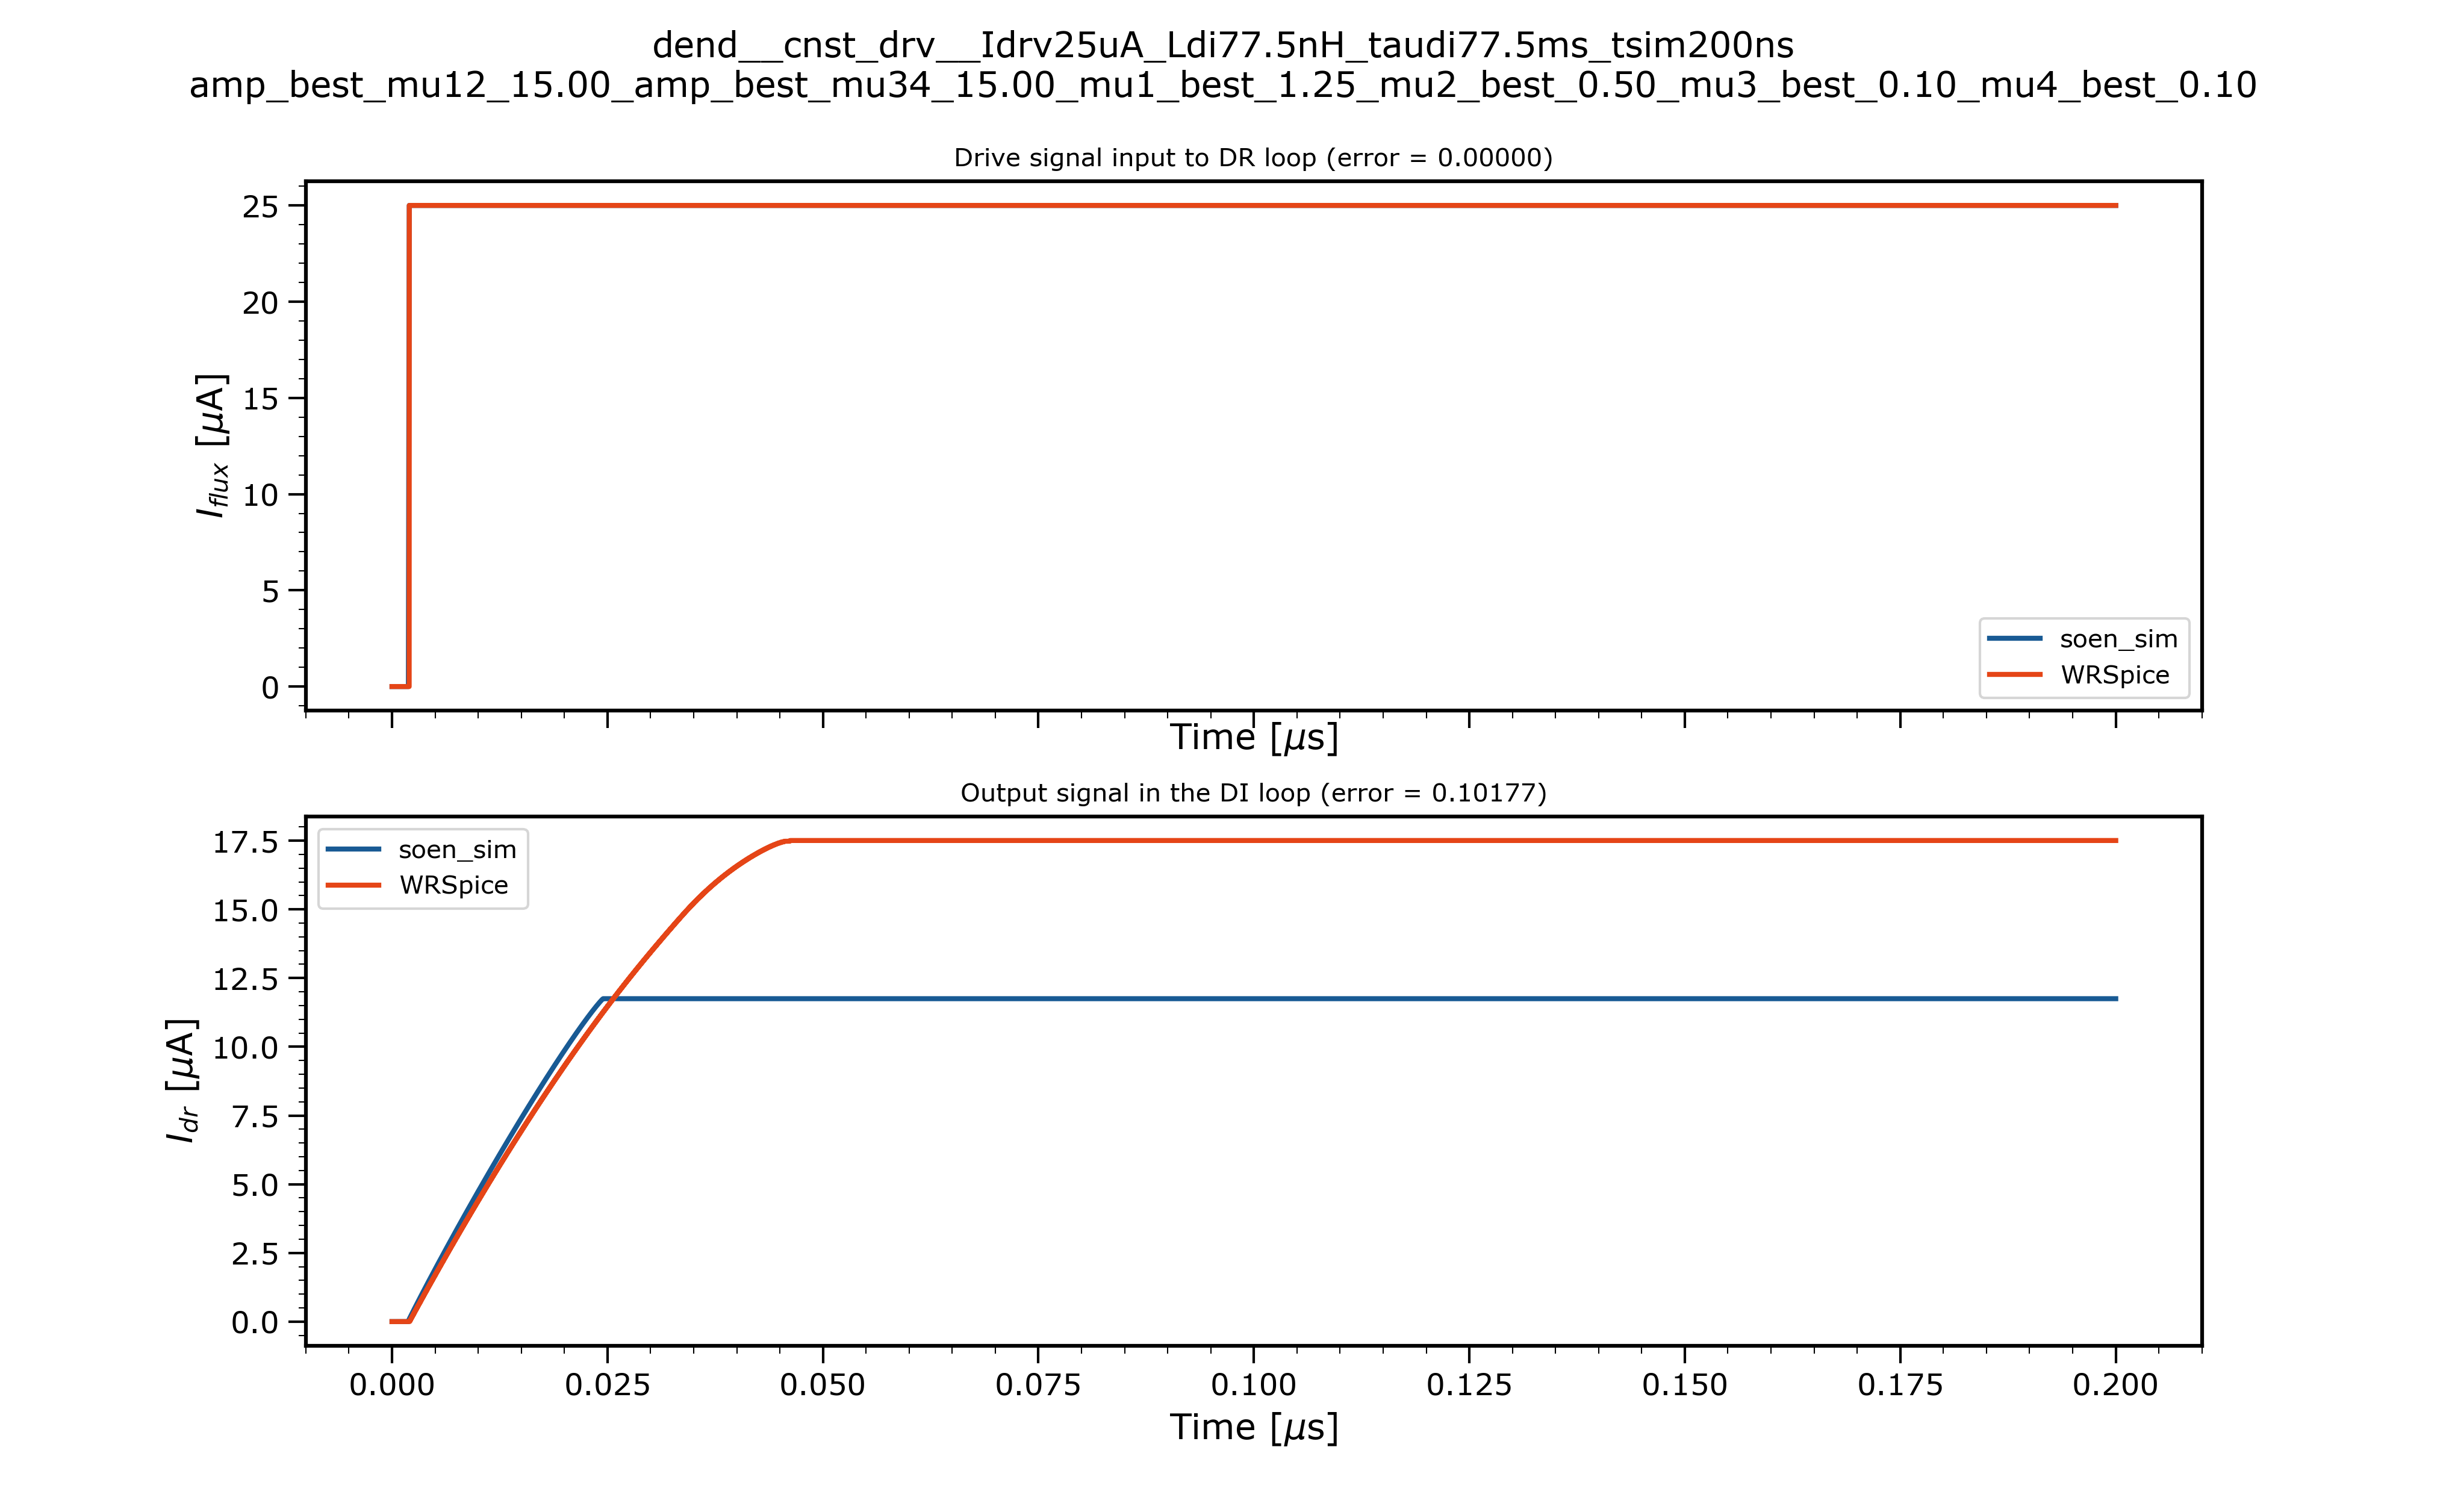 dend__cnst_drv__Idrv25uA_Ldi77.5nH_taudi77.5ms_tsim200ns
amp_best_mu12_15.00_amp_best_mu34_15.00_mu1_best_1.25_mu2_best_0.50_mu3_best_0.10_mu4_best_0.10
Drive signal input to DR loop (error = 0.00000)
25
20
15
10
5
0
I_flux [μA]
soen_sim
WRSpice
Time [μs]
Output signal in the DI loop (error = 0.10177)
soen_sim
WRSpice
17.5
15.0
12.5
10.0
7.5
5.0
2.5
0.0
I_dr [μA]
0.000 0.025 0.050 0.075 0.100 0.125 0.150 0.175 0.200
Time [μs]